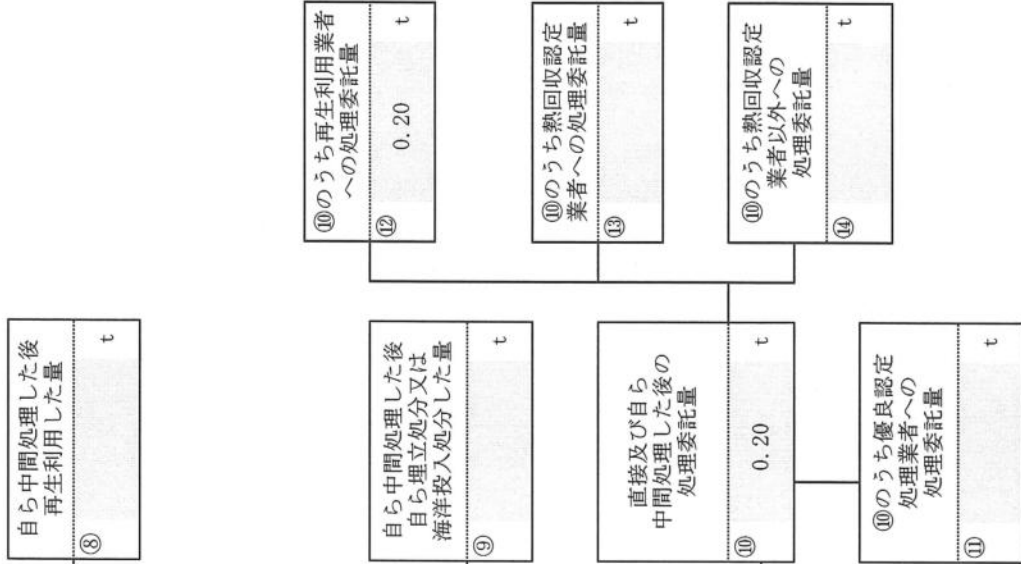 自ら中間処理した後
再生利用した量
⑧ t
自ら中間処理した後
自ら埋立処分又は
海洋投入処分した量
⑨ t
直接及び自ら
中間処理した後の
処理委託量
⑩ 0.20 t
⑩のうち優良認定
処理業者への
処理委託量
⑪ t
⑩のうち再生利用業者
への処理委託量
⑫ 0.20 t
⑩のうち熱回収認定
業者への処理委託量
⑬ t
⑩のうち熱回収認定
業者以外への
処理委託量
⑭ t